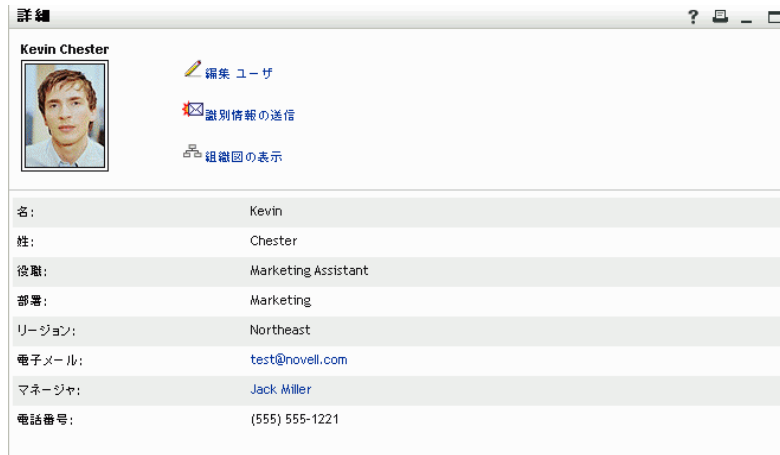 詳細
?
Kevin Chester
編集 ユーザ
識別情報の送信
組織図の表示
名: Kevin
姓: Chester
役職: Marketing Assistant
部署: Marketing
リージョン: Northeast
電子メール: test@novell.com
マネージャ: Jack Miller
電話番号: (555) 555-1221